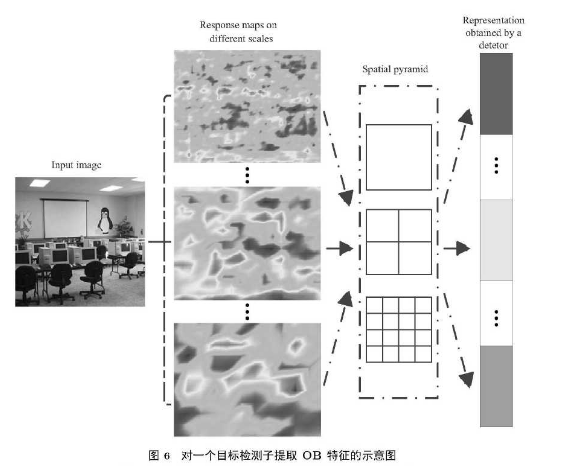 Response maps on
different scales
Representation
obtained by a
detetor
Spatial pyramid
Input image
图 6 对一个目标检测子提取 OB 特征的示意图